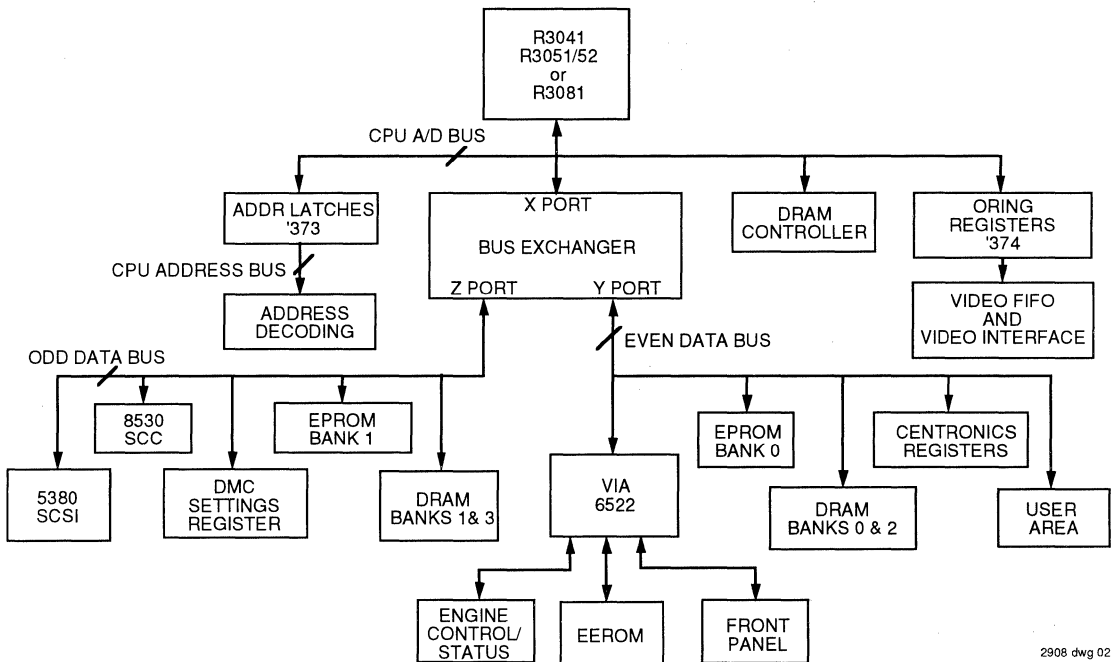 R3041
R3051/52
or
R3081
CPU A/D BUS
ADDR LATCHES
'373
X PORT
BUS EXCHANGER
Z PORT
Y PORT
DRAM
CONTROLLER
ORING
REGISTERS
'374
CPU ADDRESS BUS
ADDRESS
DECODING
VIDEO FIFO
AND
VIDEO INTERFACE
ODD DATA BUS
EVEN DATA BUS
8530
SCC
EPROM
BANK 1
EPROM
BANK 0
CENTRONICS
REGISTERS
5380
SCSI
DMC
SETTINGS
REGISTER
DRAM
BANKS 1& 3
VIA
6522
DRAM
BANKS 0 & 2
USER
AREA
ENGINE
CONTROL/
STATUS
EEROM
FRONT
PANEL
2908 dwg 02